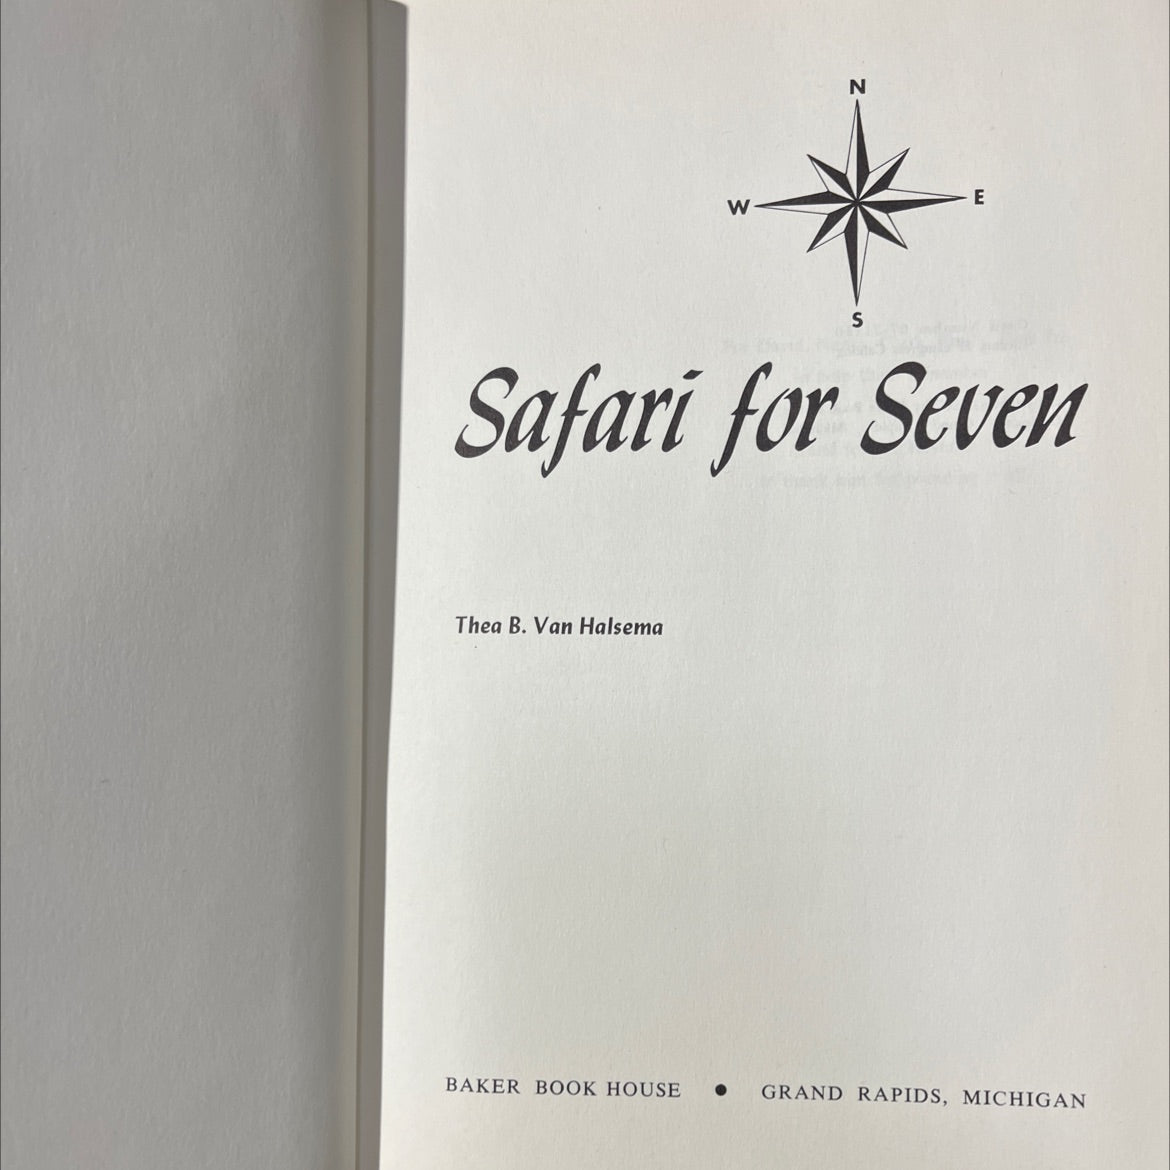 N
W E
S
Safari for Seven
Thea B. Van Halsema
BAKER BOOK HOUSE ● GRAND RAPIDS, MICHIGAN